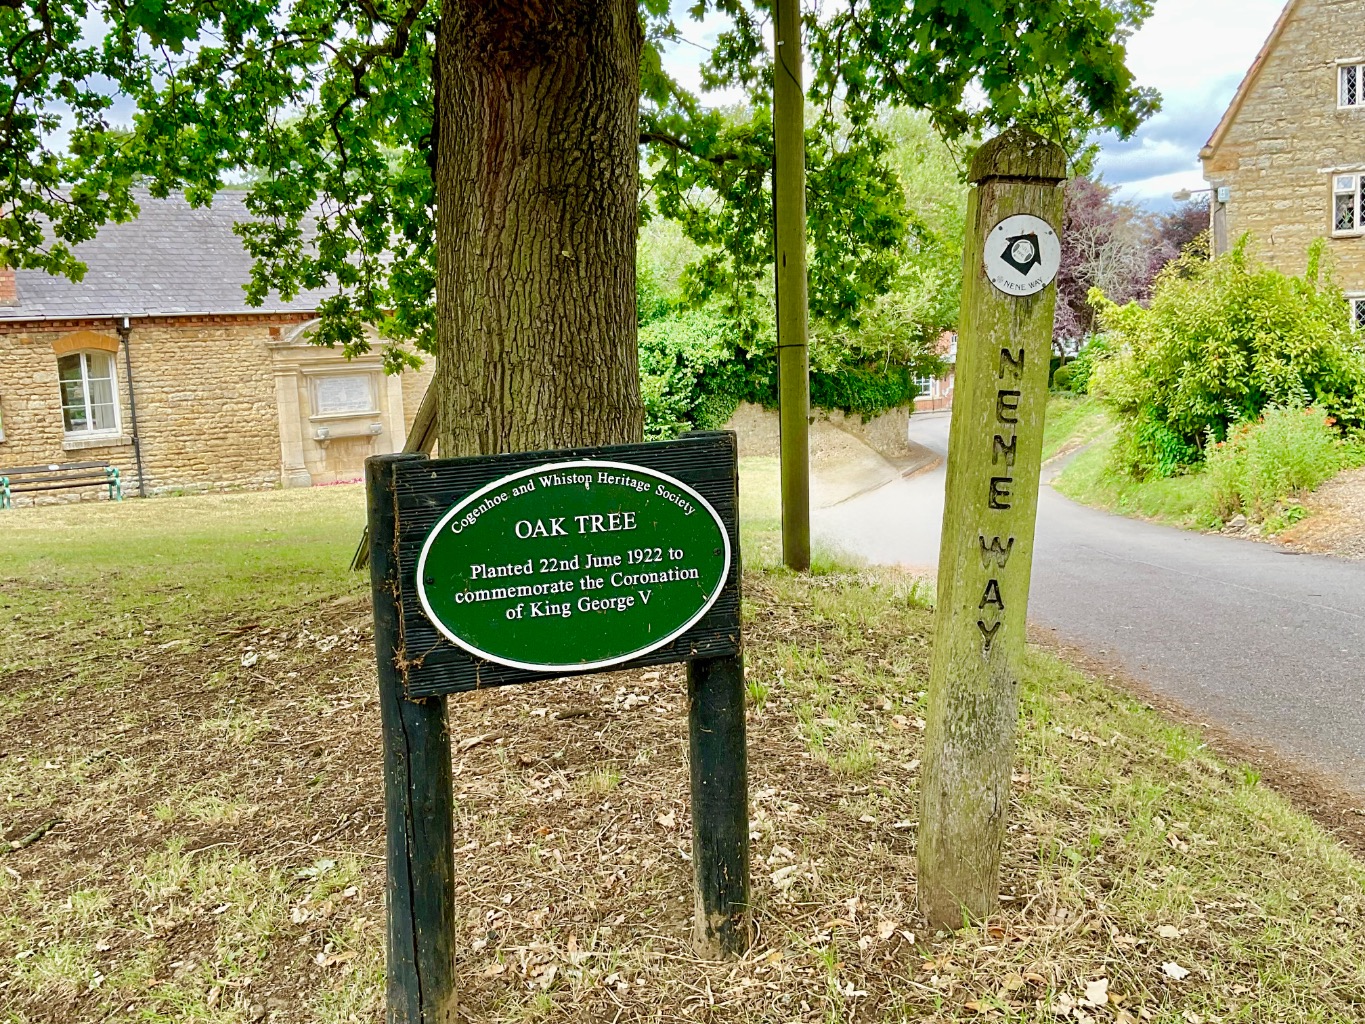 Cogenhoe and Whiston Heritage Society
OAK TREE
Planted 22nd June 1922 to
commemorate the Coronation
of King George V
NENE WAY
NENE WAY